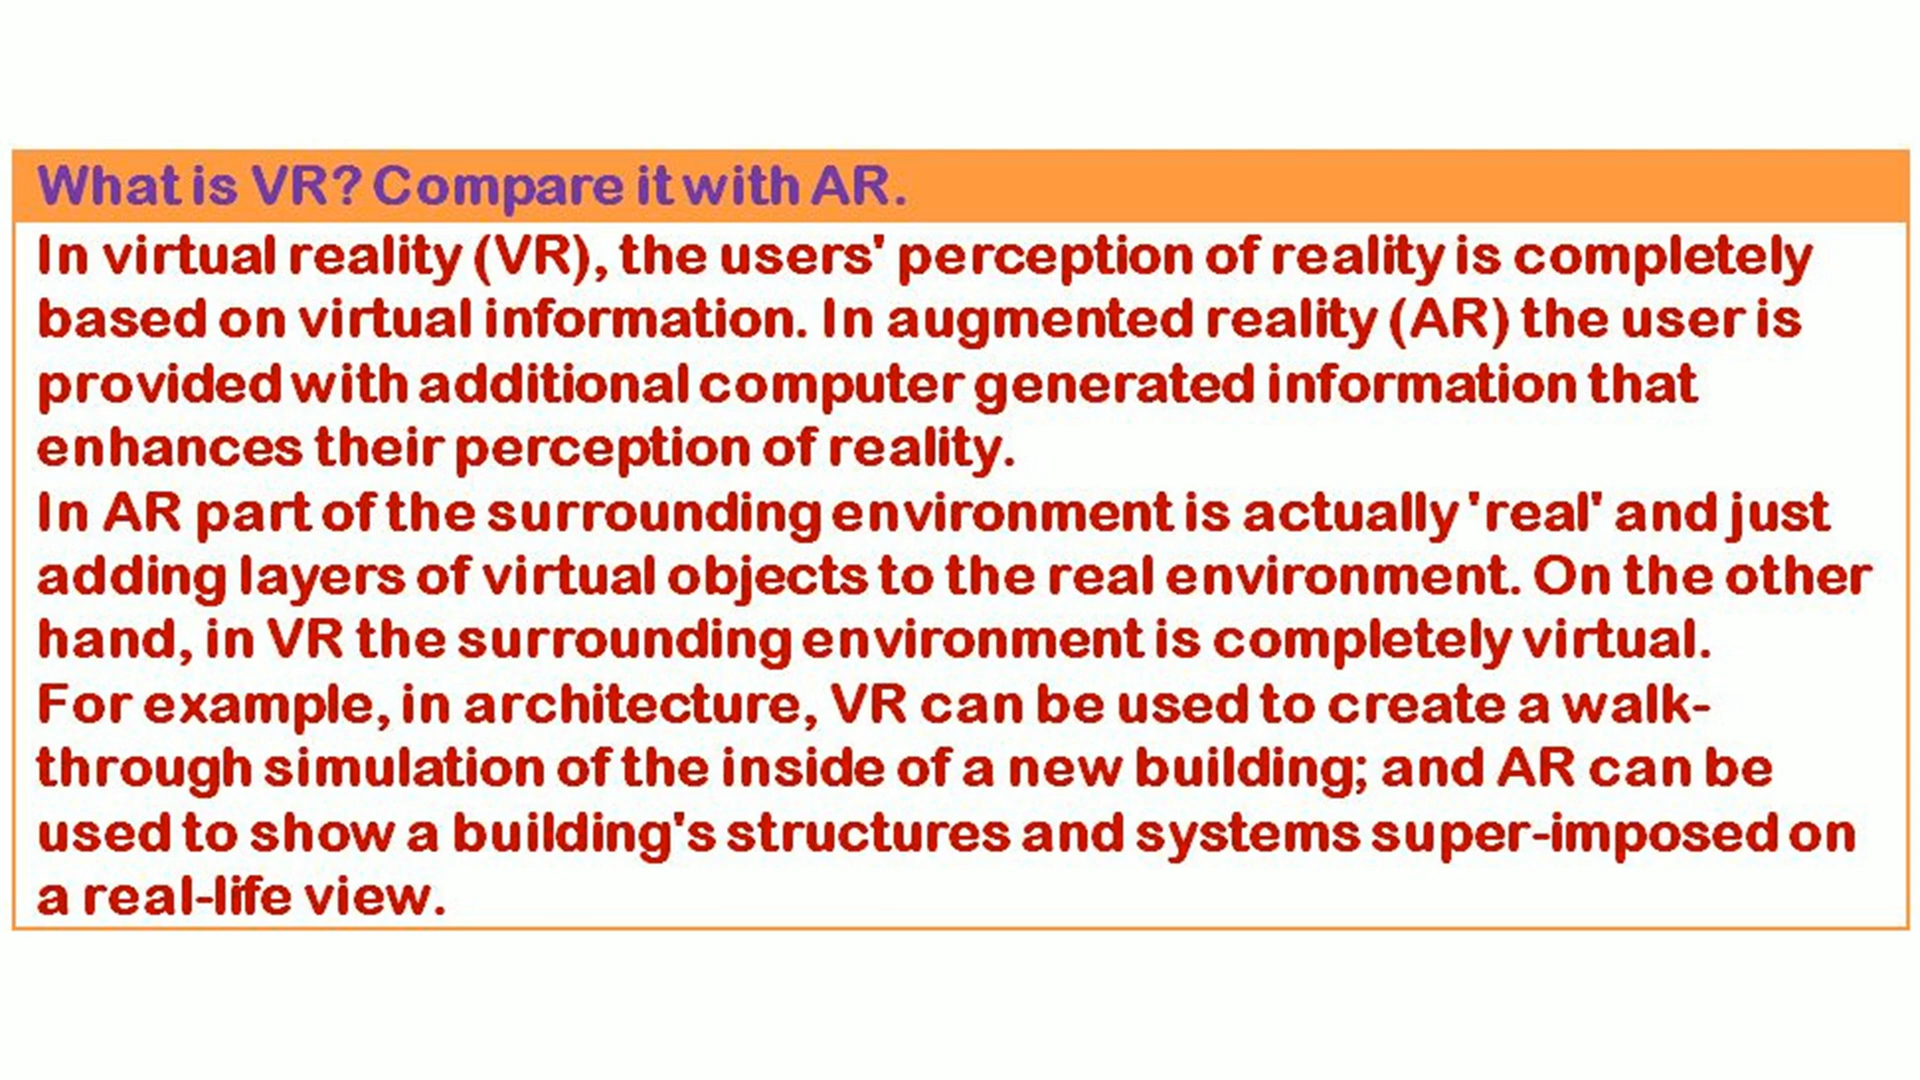 What is VR? Compare it with AR.
In virtual reality (VR), the users' perception of reality is completely
based on virtual information. In augmented reality (AR) the user is
provided with additional computer generated information that
enhances their perception of reality.
In AR part of the surrounding environment is actually 'real' and just
adding layers of virtual objects to the real environment. On the other
hand, in VR the surrounding environment is completely virtual.
For example, in architecture, VR can be used to create a walk-
through simulation of the inside of a new building; and AR can be
used to show a building's structures and systems super-imposed on
a real-life view.